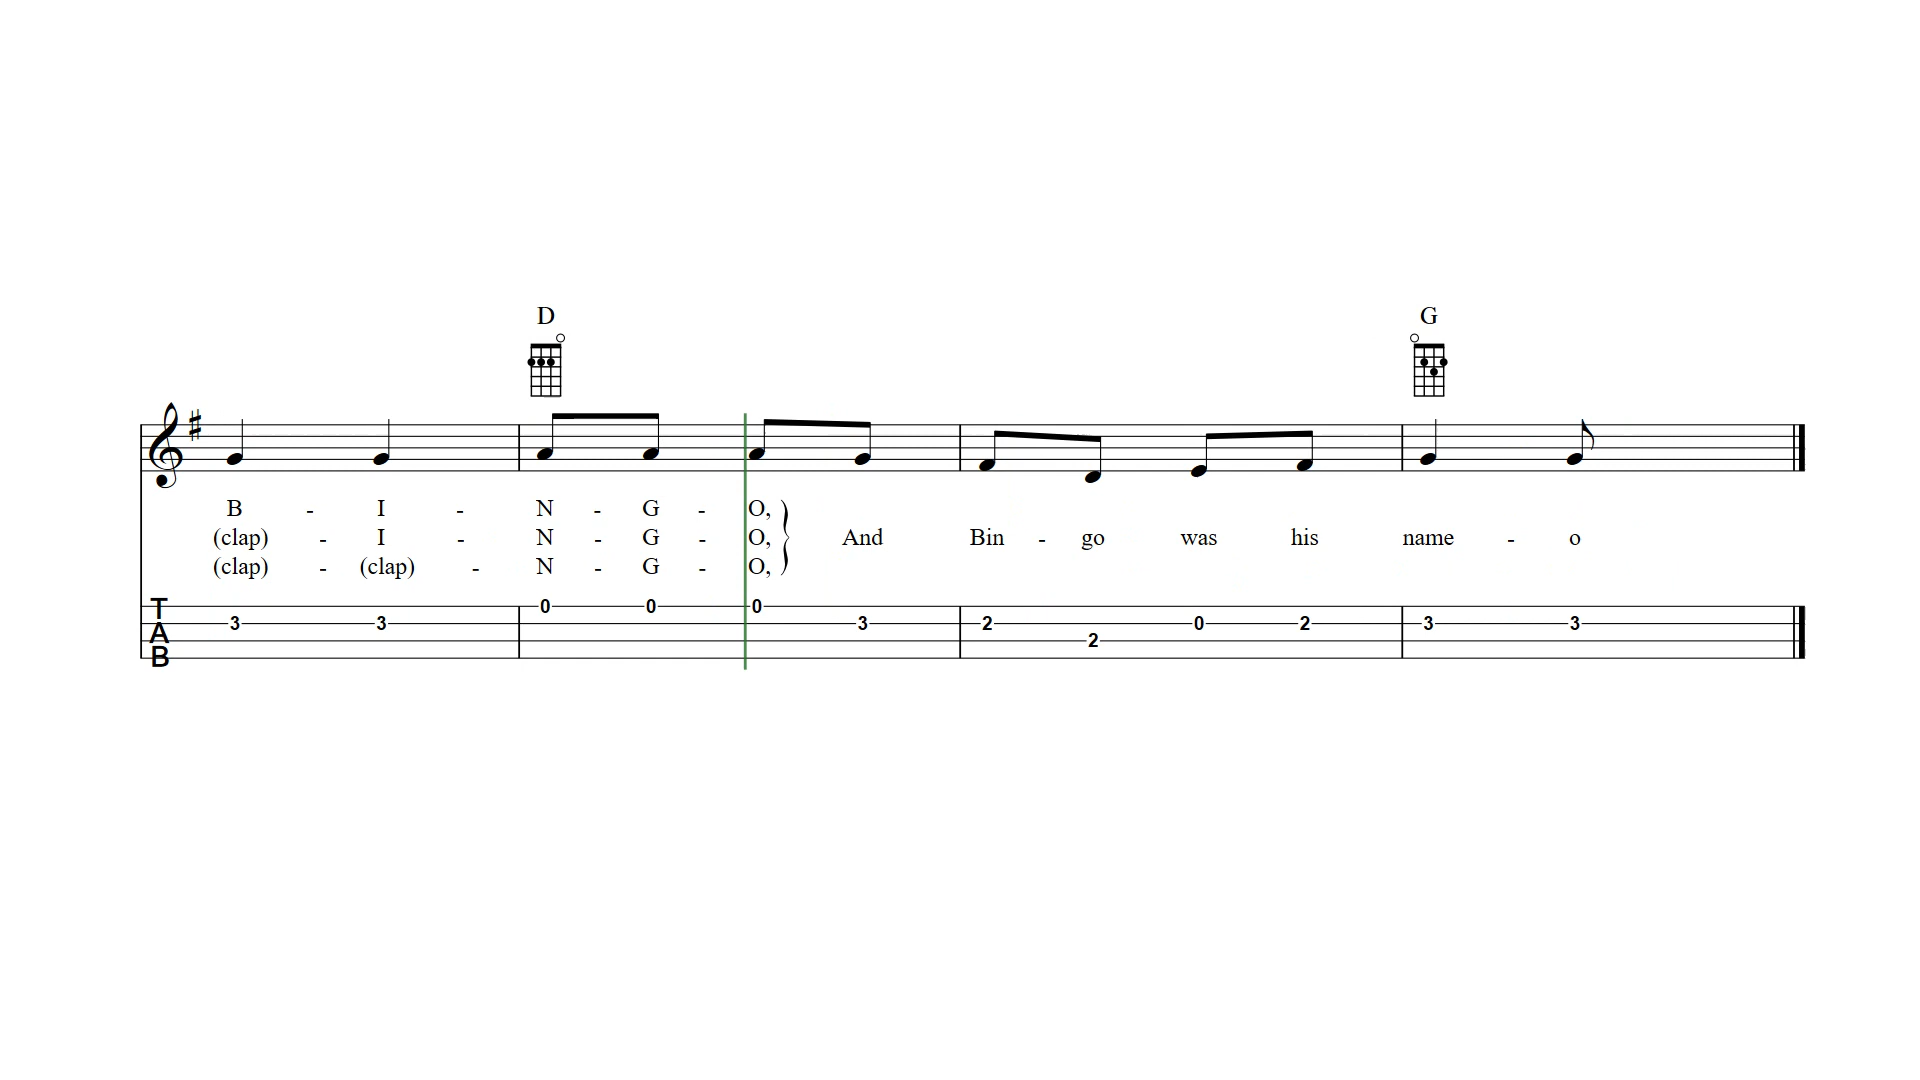 D G
B - I - N - G - O,
(clap) - I - N - G - O, And Bin - go was his name - o
(clap) - (clap) - N - G - O,
T
A
B
0 0 0
3 3 3 2 0 2 3 3
2